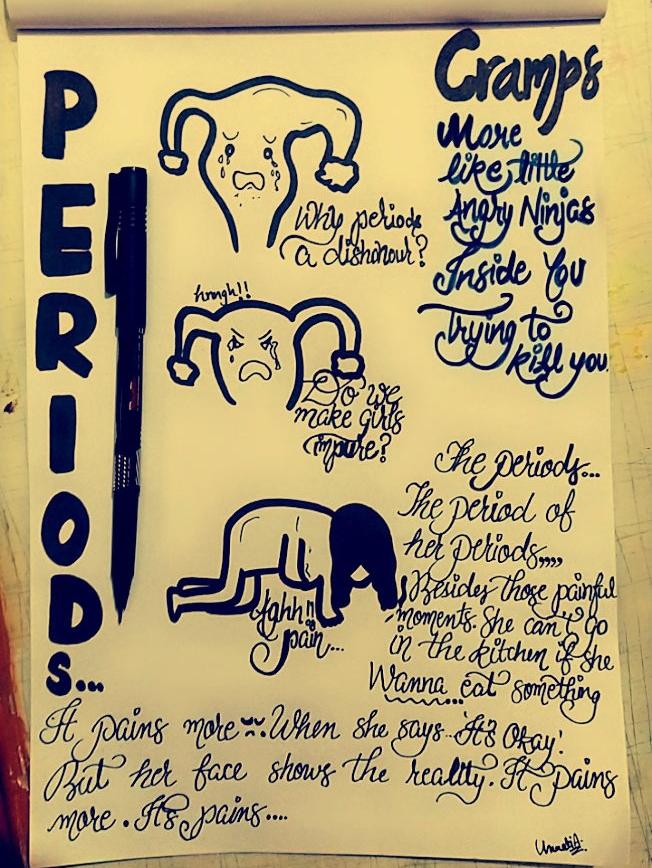 PERIODS...
Cramps
More
like little
Angry Ninjas
Inside You
Trying to
kill you.
Why periods
a dishonour?
hmngh!!
Do we
make girls
impure?
The periods...
The period of
her periods,,,,
Besides those painful
moments. She can't go
in the kitchen if she
Wanna eat something
Ighh!!
pain...
It pains more. When she says.. It's Okay!
But her face shows the reality. It pains
more. It's pains....